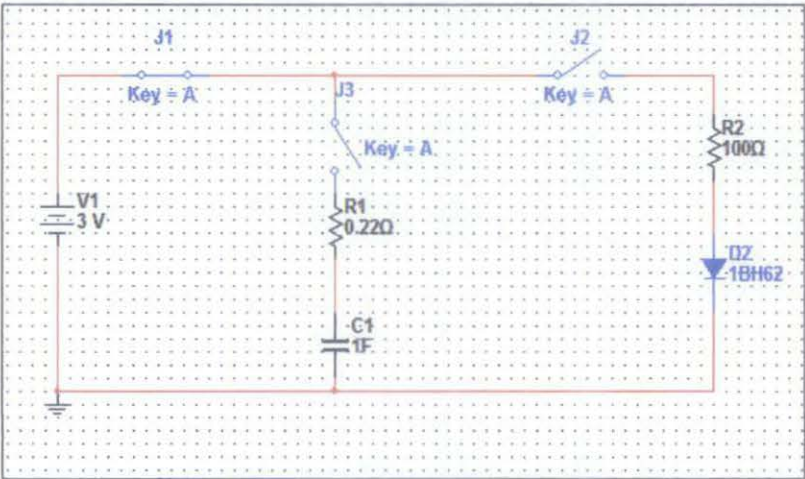 J1
Key = A
J2
Key = A
J3
Key = A
R2
100Ω
V1
3 V
R1
0.22Ω
D2
1BH62
C1
1F